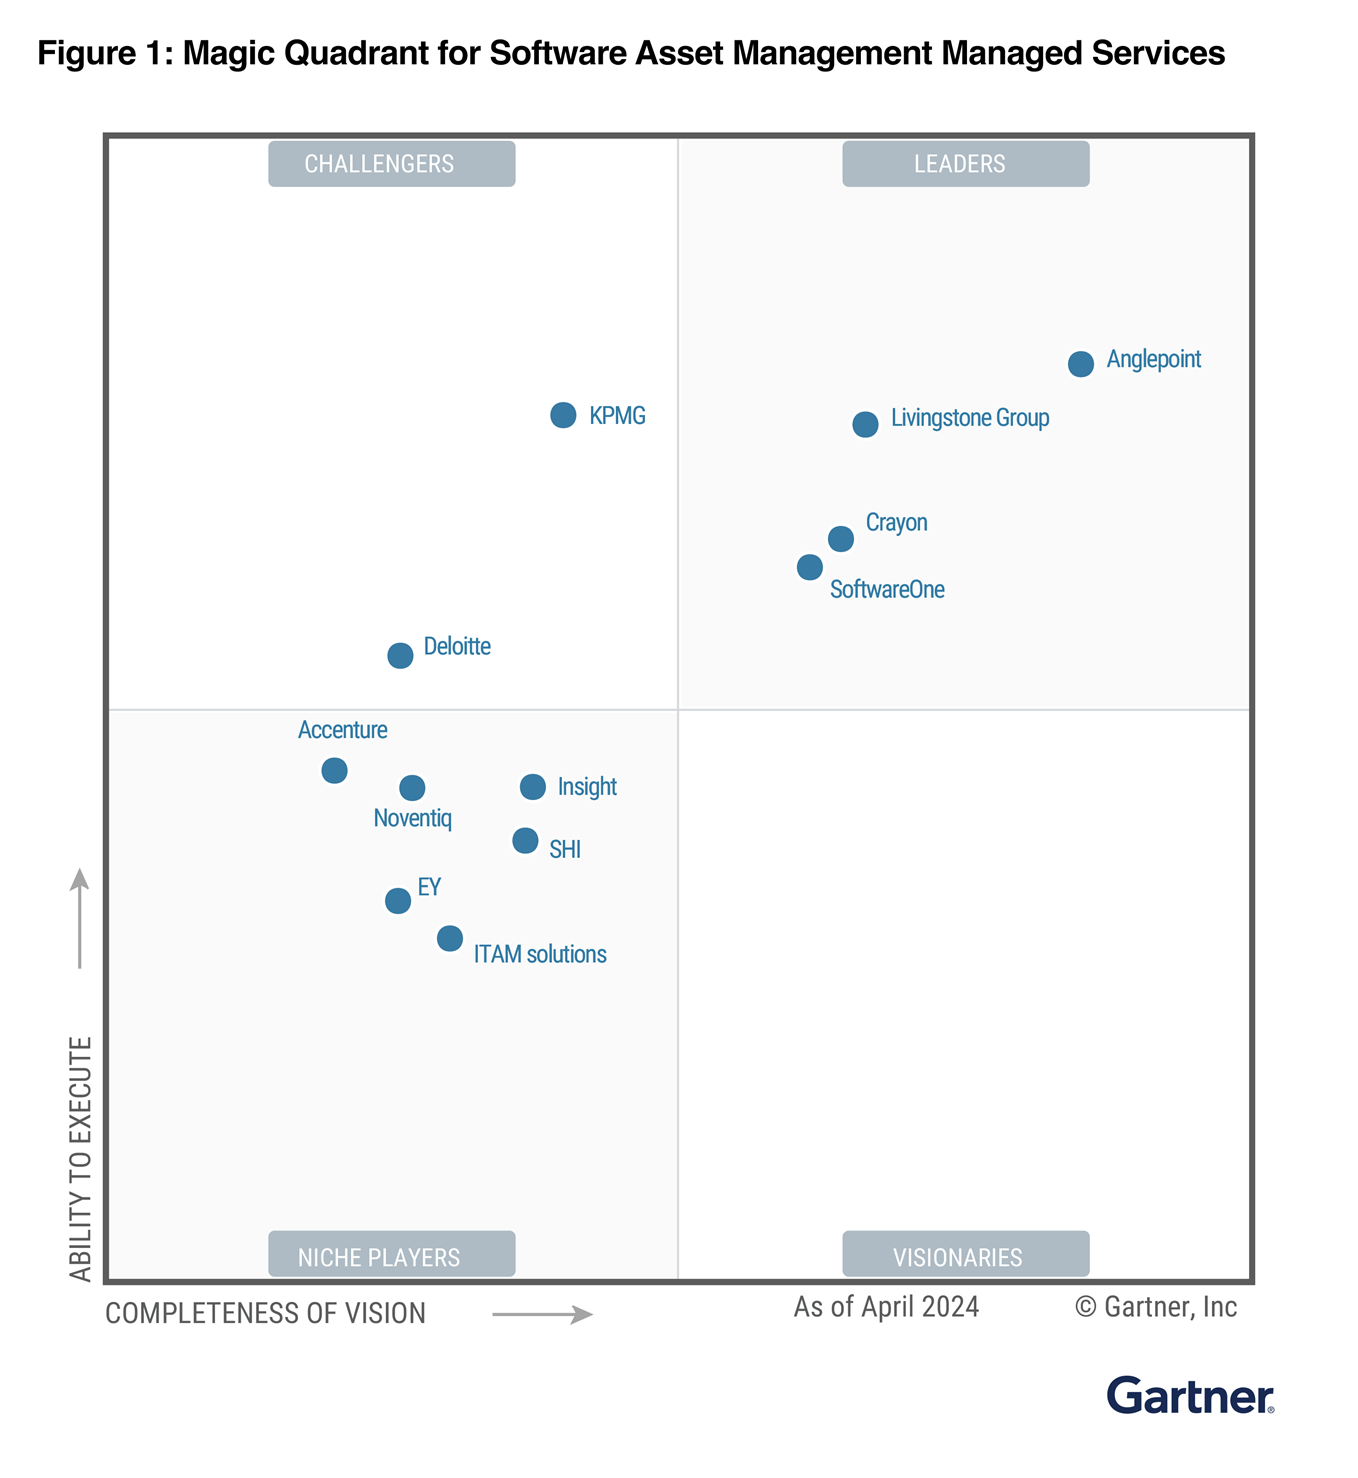 Figure 1: Magic Quadrant for Software Asset Management Managed Services
CHALLENGERS
LEADERS
Anglepoint
KPMG
Livingstone Group
Crayon
SoftwareOne
Deloitte
Accenture
Insight
Noventiq
SHI
EY
ITAM solutions
ABILITY TO EXECUTE
NICHE PLAYERS
VISIONARIES
COMPLETENESS OF VISION
As of April 2024
© Gartner, Inc
Gartner®